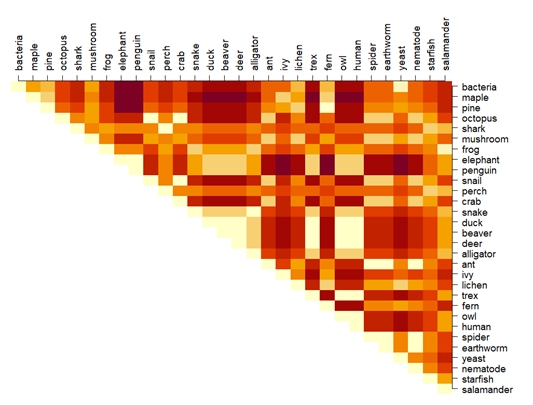 bacteria
maple
pine
octopus
shark
mushroom
frog
elephant
penguin
snail
perch
crab
snake
duck
beaver
deer
alligator
ant
ivy
lichen
trex
fern
owl
human
spider
earthworm
yeast
nematode
starfish
salamander
bacteria
maple
pine
octopus
shark
mushroom
frog
elephant
penguin
snail
perch
crab
snake
duck
beaver
deer
alligator
ant
ivy
lichen
trex
fern
owl
human
spider
earthworm
yeast
nematode
starfish
salamander